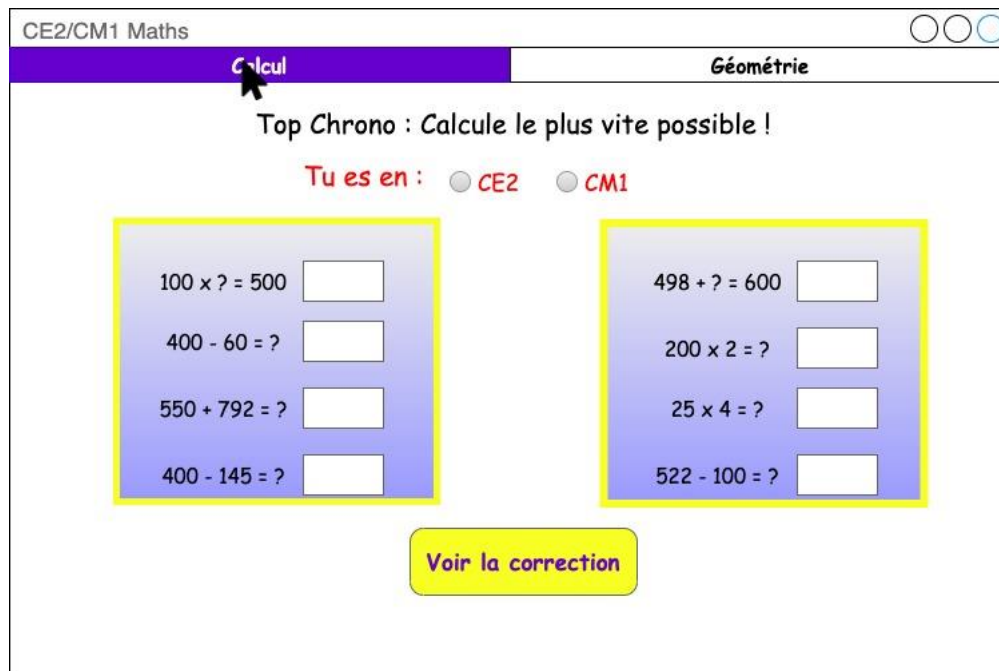 CE2/CM1 Maths
Calcul
Géométrie
Top Chrono : Calcule le plus vite possible !
Tu es en :
CE2
CM1
100 x ? = 500
400 - 60 = ?
550 + 792 = ?
400 - 145 = ?
498 + ? = 600
200 x 2 = ?
25 x 4 = ?
522 - 100 = ?
Voir la correction